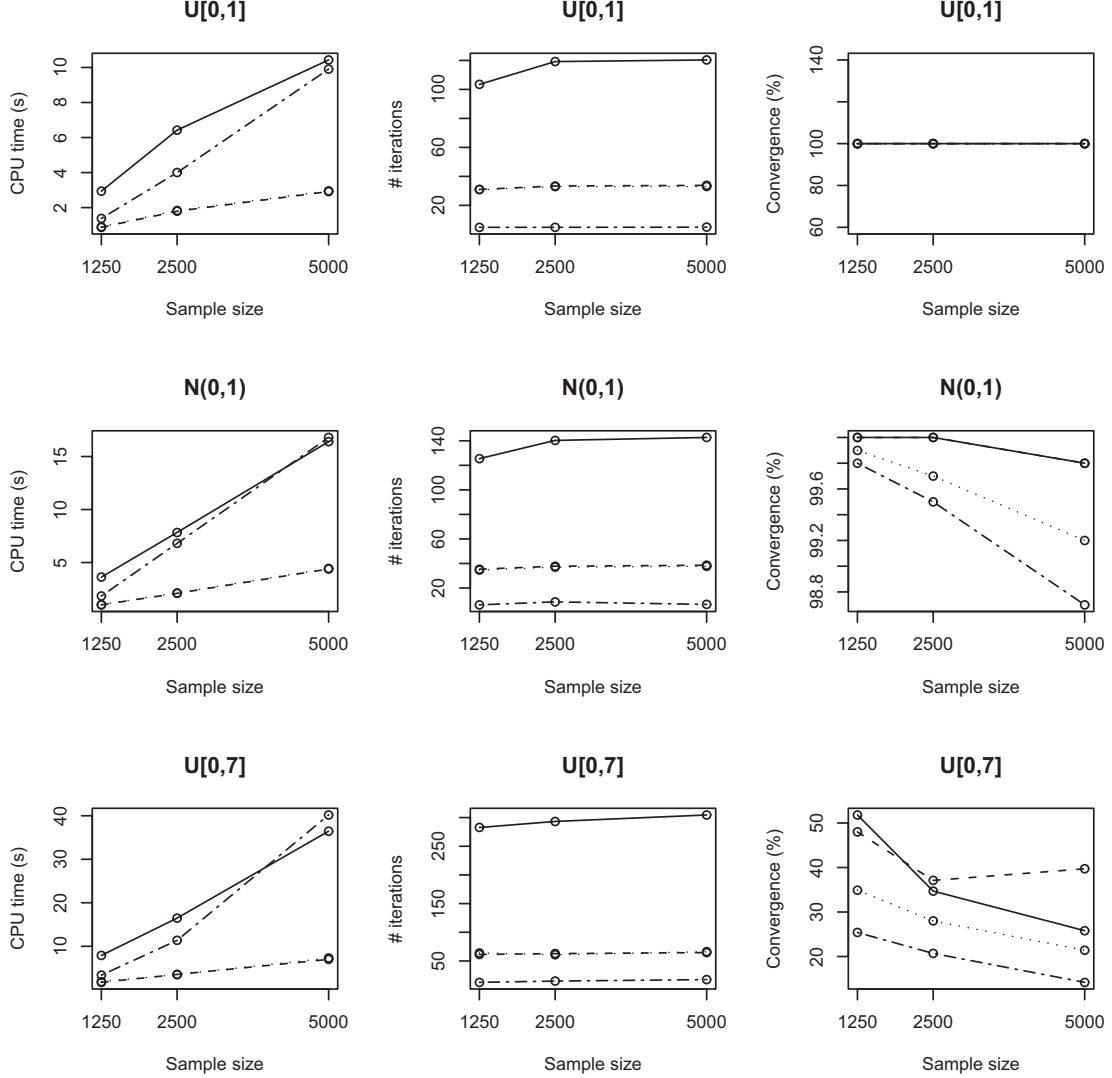 U[0,1]
CPU time (s)
10
8
6
4
2
1250 2500 5000
Sample size
U[0,1]
# iterations
100
60
20
1250 2500 5000
Sample size
U[0,1]
Convergence (%)
140
100
80
60
1250 2500 5000
Sample size
N(0,1)
CPU time (s)
15
10
5
1250 2500 5000
Sample size
N(0,1)
# iterations
140
100
60
20
1250 2500 5000
Sample size
N(0,1)
Convergence (%)
99.6
99.2
98.8
1250 2500 5000
Sample size
U[0,7]
CPU time (s)
40
30
20
10
1250 2500 5000
Sample size
U[0,7]
# iterations
250
150
50
1250 2500 5000
Sample size
U[0,7]
Convergence (%)
50
40
30
20
1250 2500 5000
Sample size